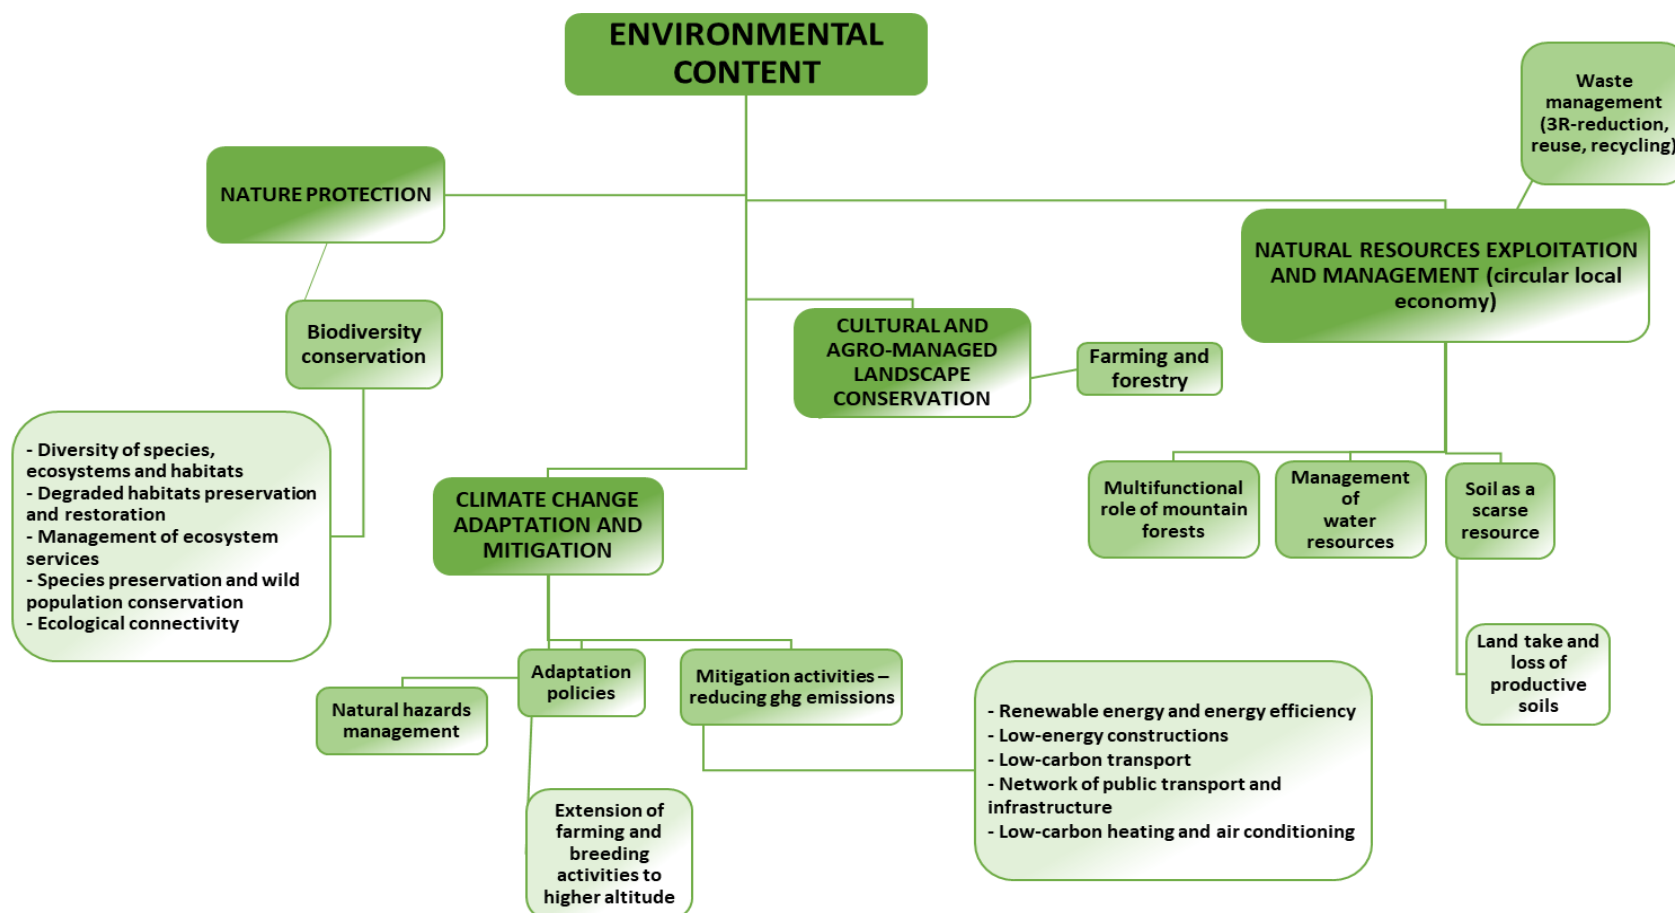 ENVIRONMENTAL
CONTENT
Waste
management
(3R-reduction,
reuse, recycling)
NATURE PROTECTION
NATURAL RESOURCES EXPLOITATION
AND MANAGEMENT (circular local
economy)
Biodiversity
conservation
CULTURAL AND
AGRO-MANAGED
LANDSCAPE
CONSERVATION
Farming and
forestry
- Diversity of species,
ecosystems and habitats
- Degraded habitats preservation
and restoration
- Management of ecosystem
services
- Species preservation and wild
population conservation
- Ecological connectivity
CLIMATE CHANGE
ADAPTATION AND
MITIGATION
Multifunctional
role of mountain
forests
Management
of
water
resources
Soil as a
scarse
resource
Land take and
loss of
productive
soils
Adaptation
policies
Mitigation activities –
reducing ghg emissions
Natural hazards
management
- Renewable energy and energy efficiency
- Low-energy constructions
- Low-carbon transport
- Network of public transport and
infrastructure
- Low-carbon heating and air conditioning
Extension of
farming and
breeding
activities to
higher altitude